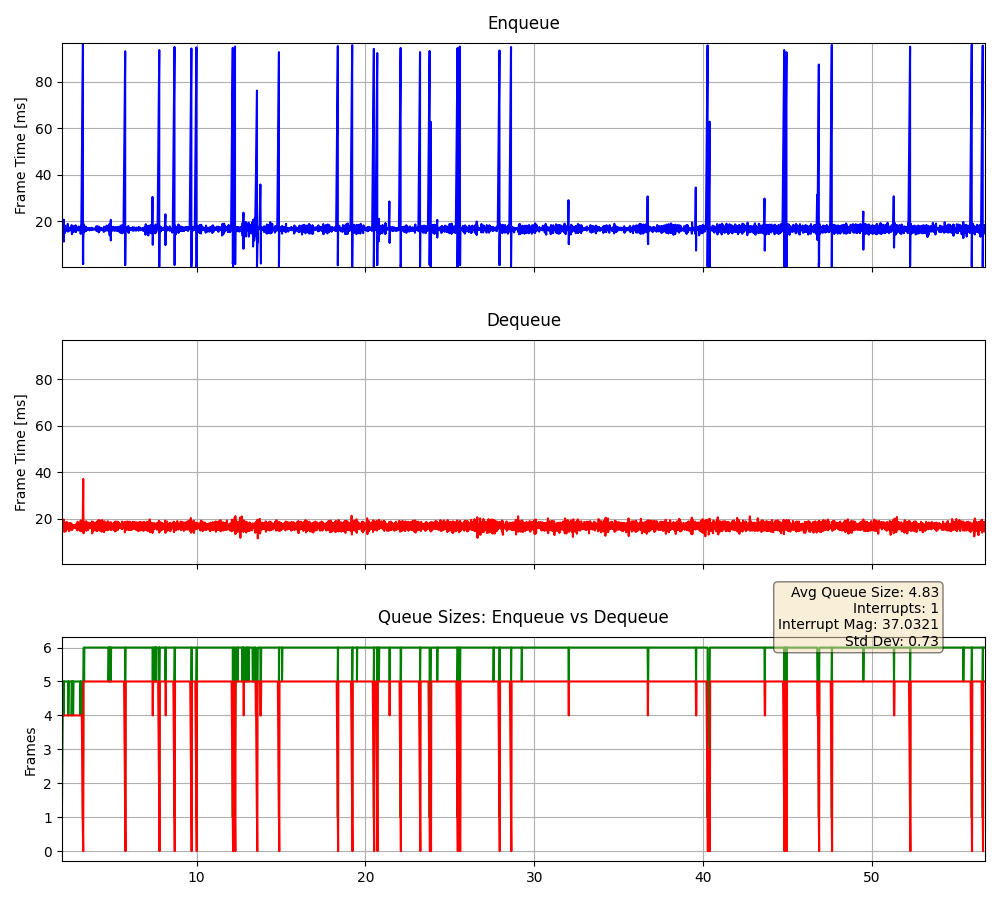 Enqueue
Frame Time [ms]
80
60
40
20
Dequeue
Frame Time [ms]
80
60
40
20
Avg Queue Size: 4.83
Interrupts: 1
Interrupt Mag: 37.0321
Std Dev: 0.73
Queue Sizes: Enqueue vs Dequeue
Frames
6
5
4
3
2
1
0
10 20 30 40 50